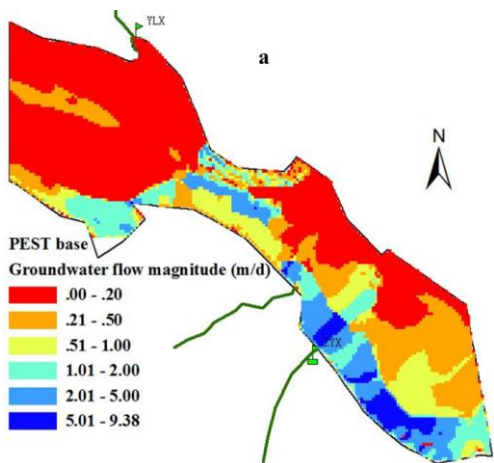 YLX
a
N
PEST base
Groundwater flow magnitude (m/d)
.00 - .20
.21 - .50
.51 - 1.00
1.01 - 2.00
2.01 - 5.00
5.01 - 9.38